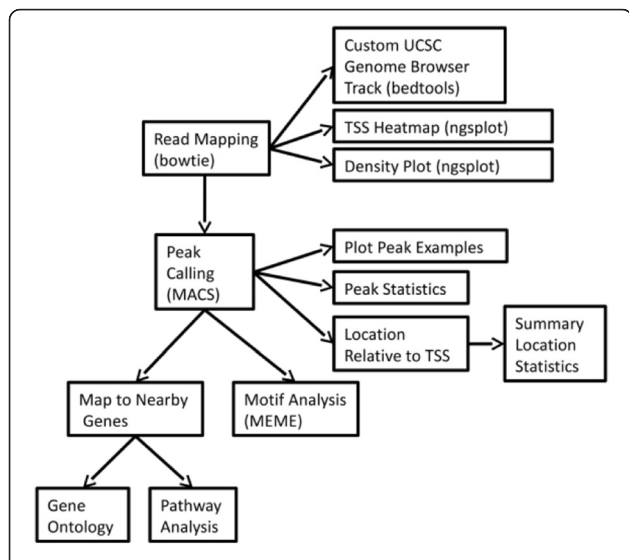 Custom UCSC
Genome Browser
Track (bedtools)
Read Mapping
(bowtie)
TSS Heatmap (ngsplot)
Density Plot (ngsplot)
Peak
Calling
(MACS)
Plot Peak Examples
Peak Statistics
Location
Relative to TSS
Summary
Location
Statistics
Map to Nearby
Genes
Motif Analysis
(MEME)
Gene
Ontology
Pathway
Analysis